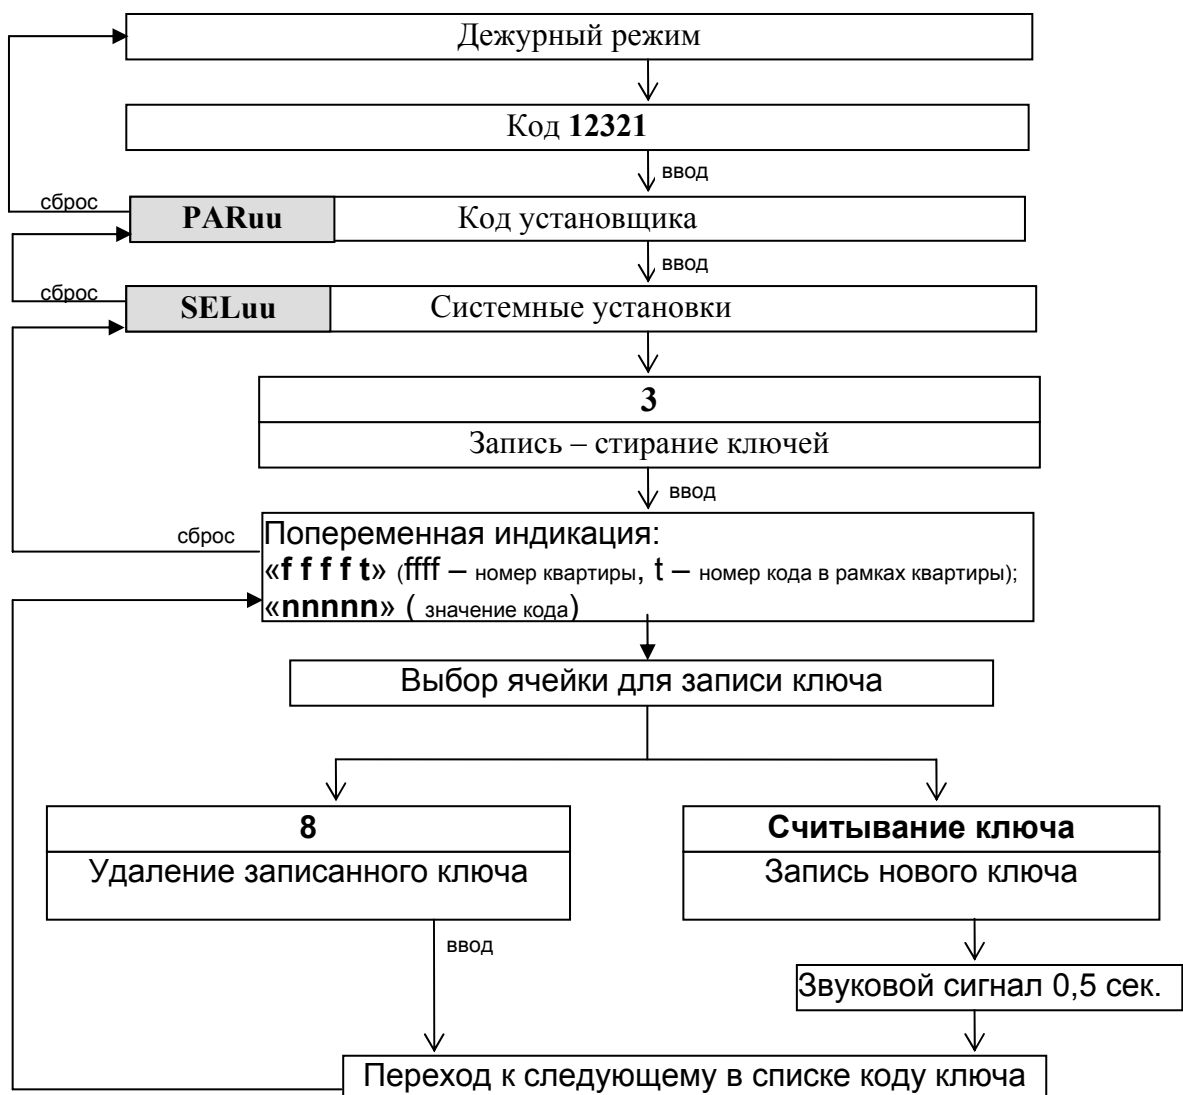 Дежурный режим
Код 12321
ввод
сброс
PARuu Код установщика
ввод
сброс
SELuu Системные установки
3
Запись – стирание ключей
ввод
сброс
Попеременная индикация:
«f f f f t» (ffff – номер квартиры, t – номер кода в рамках квартиры);
«nnnnn» ( значение кода)
Выбор ячейки для записи ключа
8
Считывание ключа
Удаление записанного ключа
Запись нового ключа
ввод
Звуковой сигнал 0,5 сек.
Переход к следующему в списке коду ключа